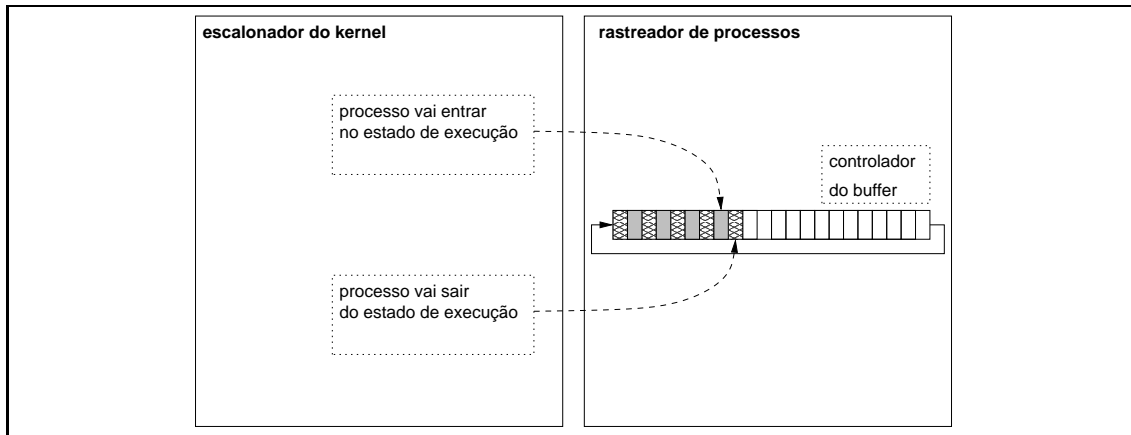 escalonador do kernel
rastreador de processos
processo vai entrar
no estado de execução
controlador
do buffer
processo vai sair
do estado de execução